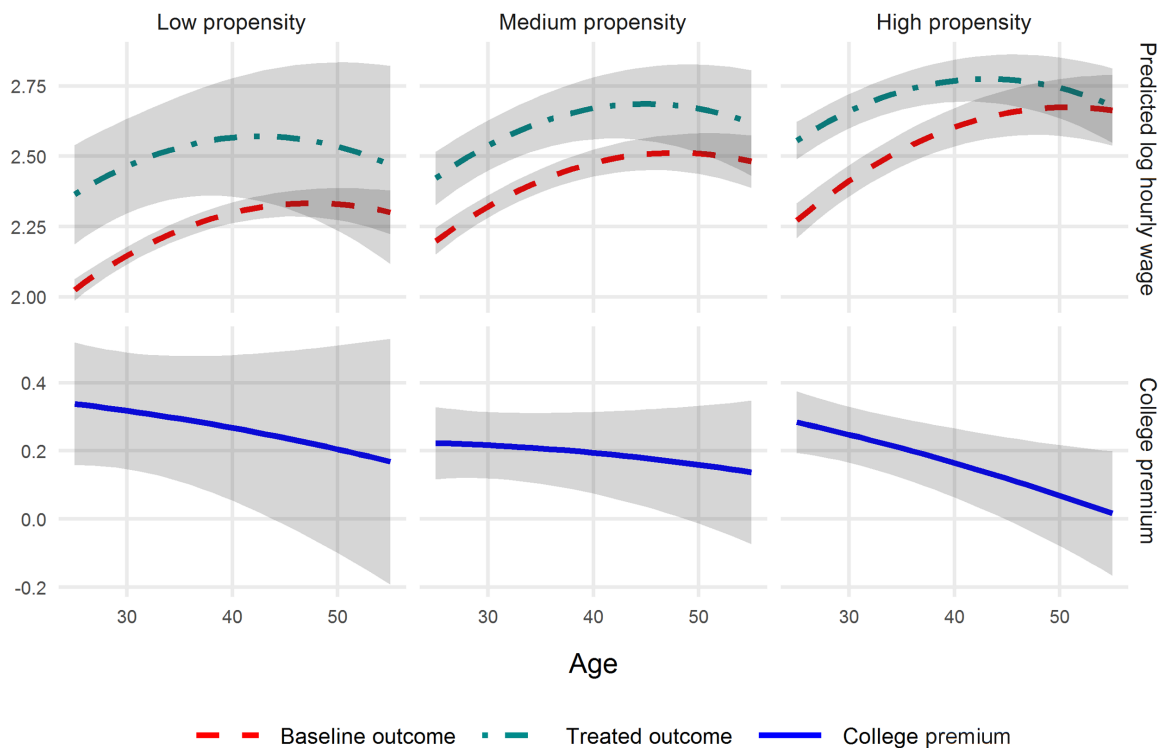 Low propensity
Medium propensity
High propensity
2.75
2.50
2.25
2.00
Predicted log hourly wage
0.4
0.2
0.0
-0.2
College premium
30 40 50
30 40 50
30 40 50
Age
Baseline outcome
Treated outcome
College premium